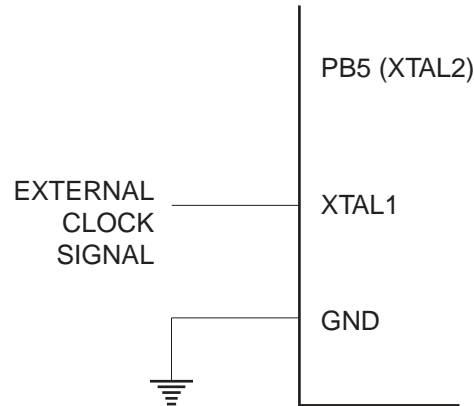 PB5 (XTAL2)
EXTERNAL
CLOCK
SIGNAL
XTAL1
GND